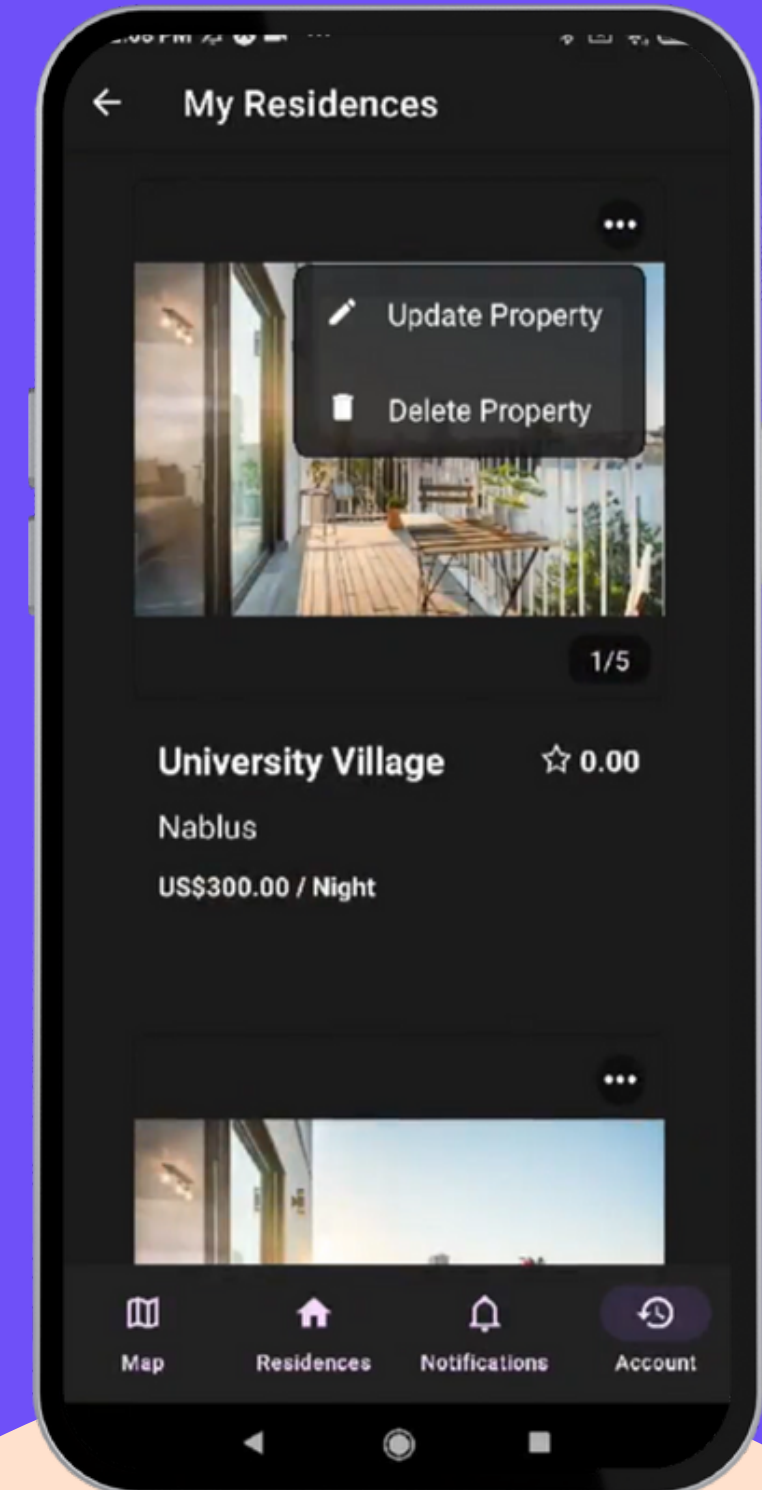 My Residences
Update Property
Delete Property
1/5
University Village
0.00
Nablus
US$300.00 / Night
Map
Residences
Notifications
Account